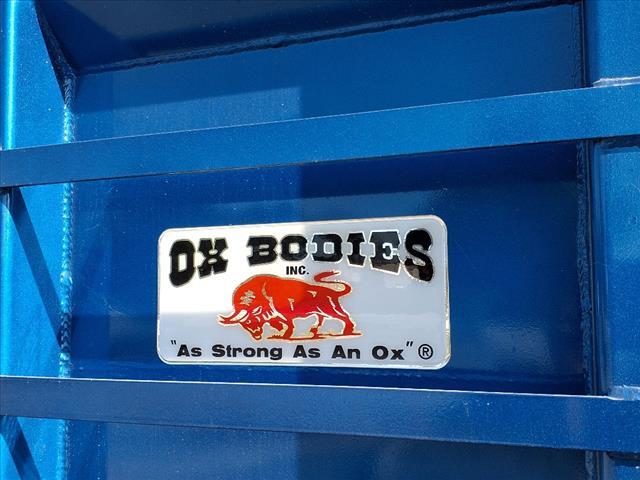 OX BODIES
INC.
"As Strong As An Ox"®